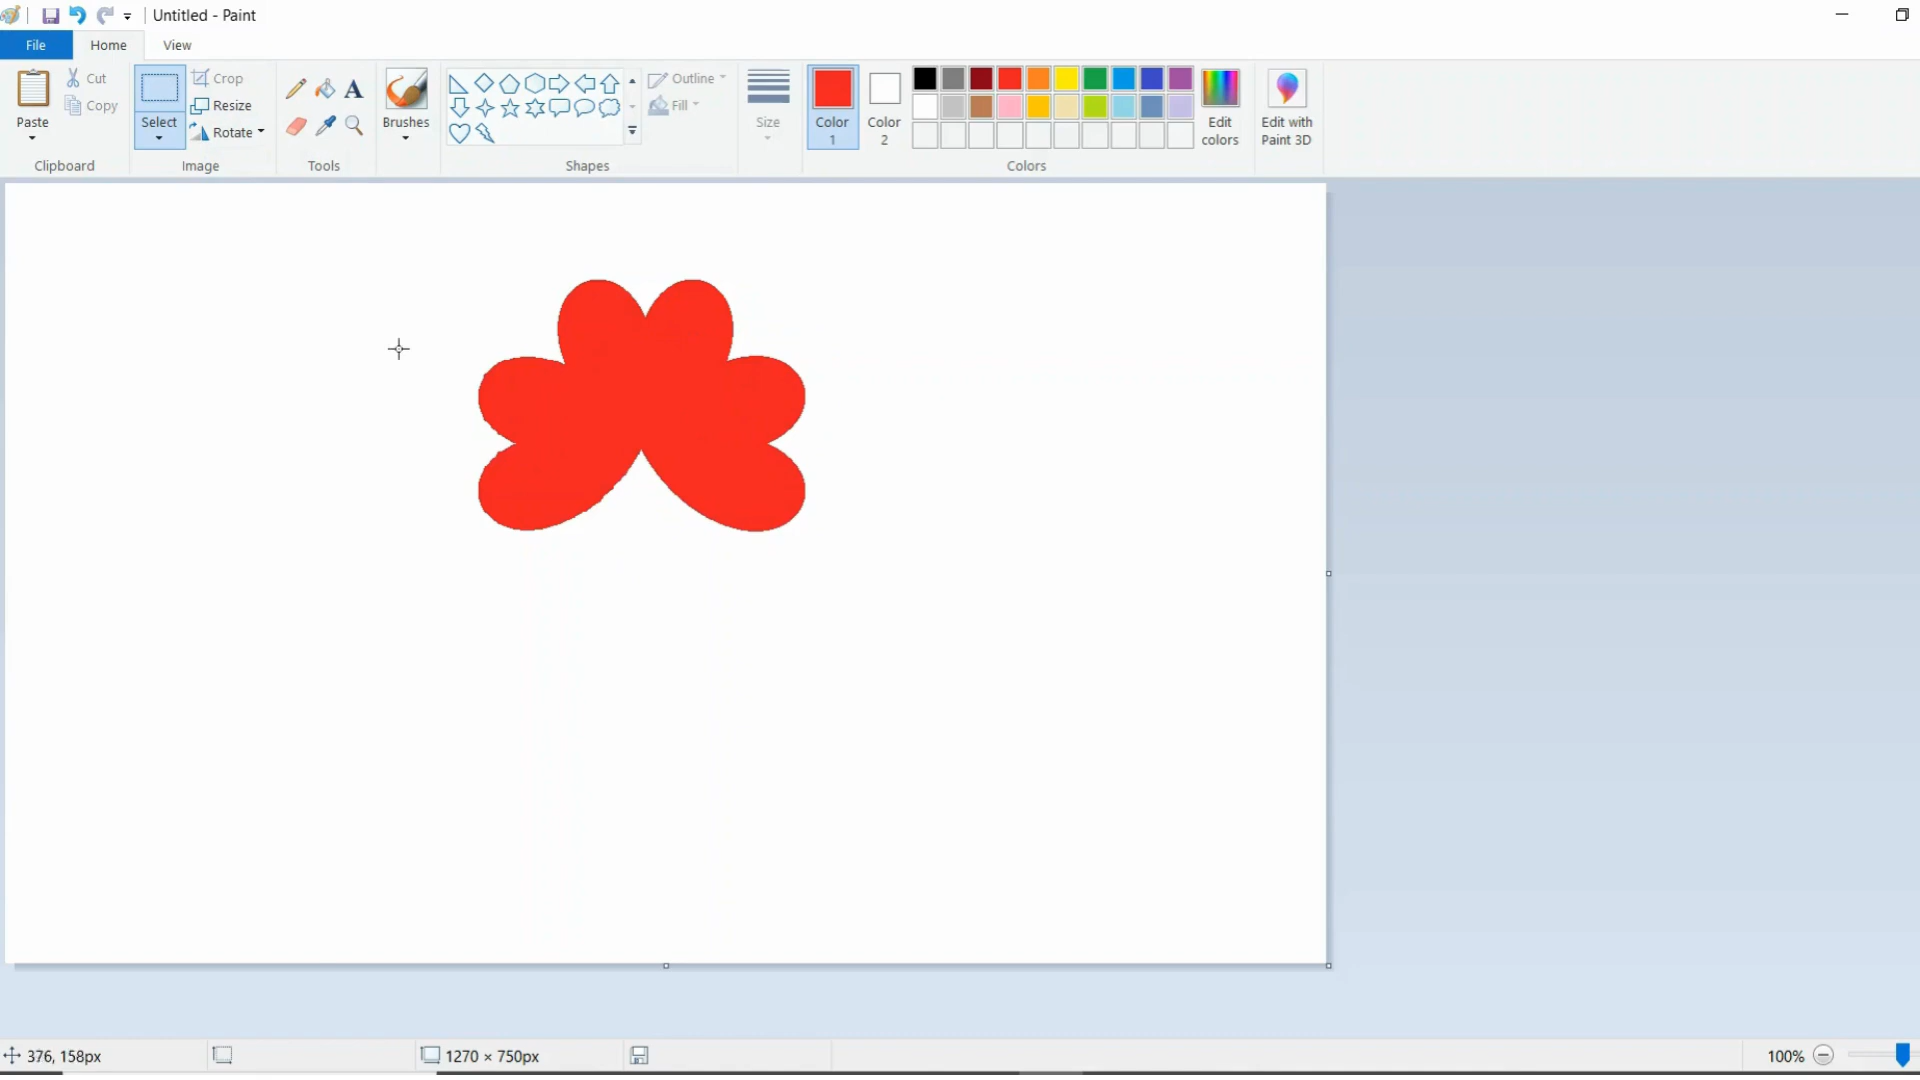 Untitled - Paint
File Home View
Paste
Cut
Copy
Clipboard
Select
Crop
Resize
Rotate
Image
A
Tools
Brushes
Outline
Fill
Shapes
Size
Color
1
Color
2
Edit
colors
Colors
Edit with
Paint 3D
376, 158px
1270 × 750px
100%